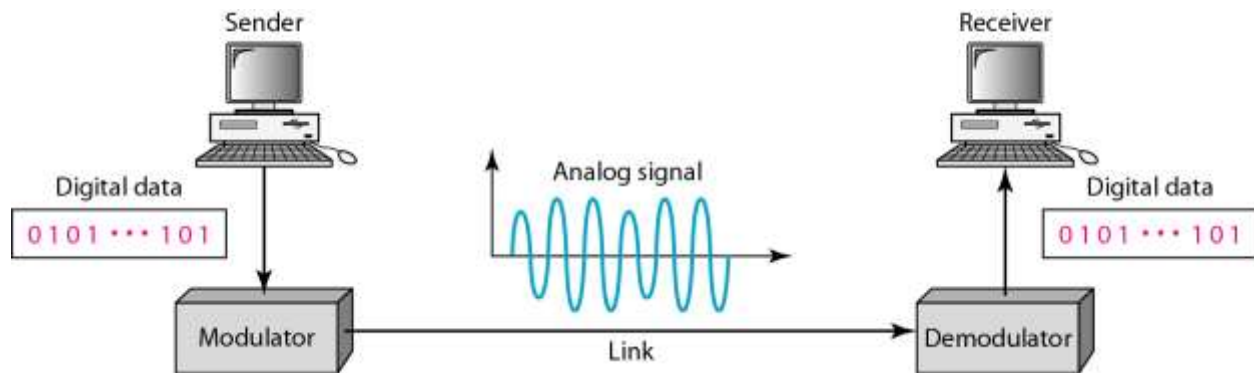 Sender
Receiver
Digital data
0101 ••• 101
Analog signal
Digital data
0101 ••• 101
Modulator
Link
Demodulator